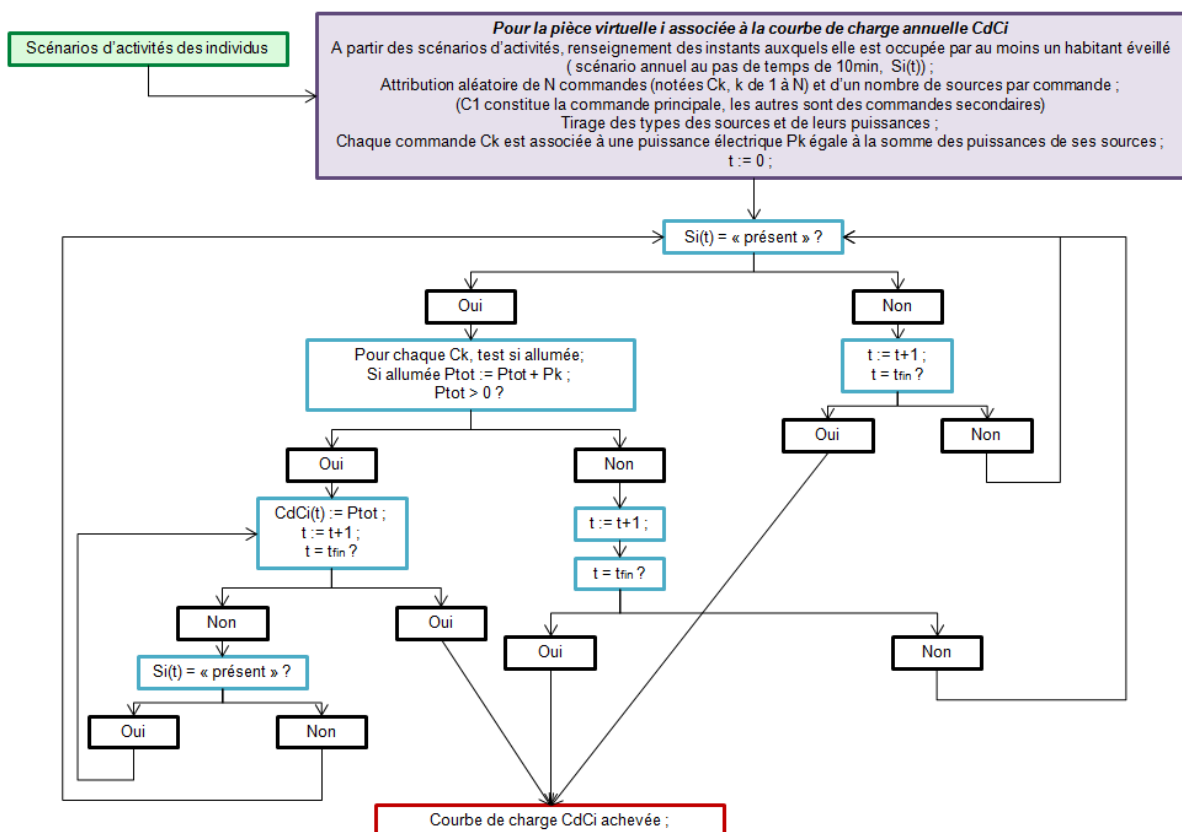 Scénarios d'activités des individus
Pour la pièce virtuelle i associée à la courbe de charge annuelle CdCi
A partir des scénarios d'activités, renseignement des instants auxquels elle est occupée par au moins un habitant éveillé
( scénario annuel au pas de temps de 10min, Si(t)) ;
Attribution aléatoire de N commandes (notées Ck, k de 1 à N) et d'un nombre de sources par commande ;
(C1 constitue la commande principale, les autres sont des commandes secondaires)
Tirage des types des sources et de leurs puissances ;
Chaque commande Ck est associée à une puissance électrique Pk égale à la somme des puissances de ses sources ;
t := 0 ;
Si(t) = « présent » ?
Oui
Non
Pour chaque Ck, test si allumée;
Si allumée Ptot := Ptot + Pk ;
Ptot > 0 ?
t := t+1 ;
t = tfin ?
Oui
Non
Oui
Non
CdCi(t) := Ptot ;
t := t+1 ;
t = tfin ?
t := t+1 ;
t = tfin ?
Non
Oui
Oui
Non
Si(t) = « présent » ?
Oui
Non
Courbe de charge CdCi achevée ;